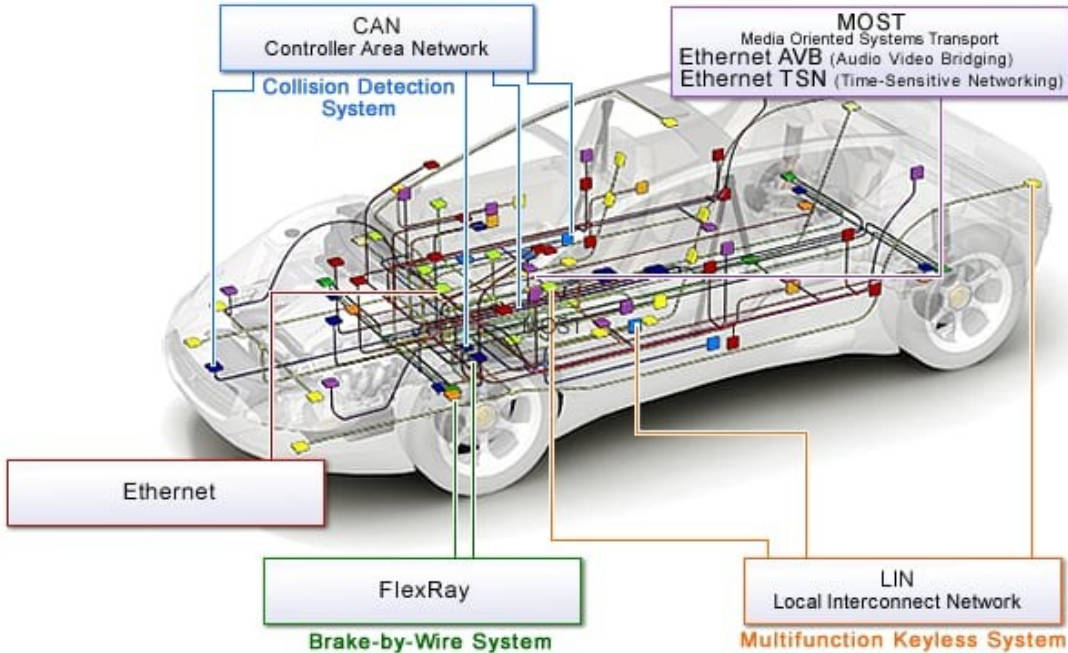 CAN
Controller Area Network
Collision Detection
System
MOST
Media Oriented Systems Transport
Ethernet AVB (Audio Video Bridging)
Ethernet TSN (Time-Sensitive Networking)
MOST
Ethernet
FlexRay
Brake-by-Wire System
LIN
Local Interconnect Network
Multifunction Keyless System